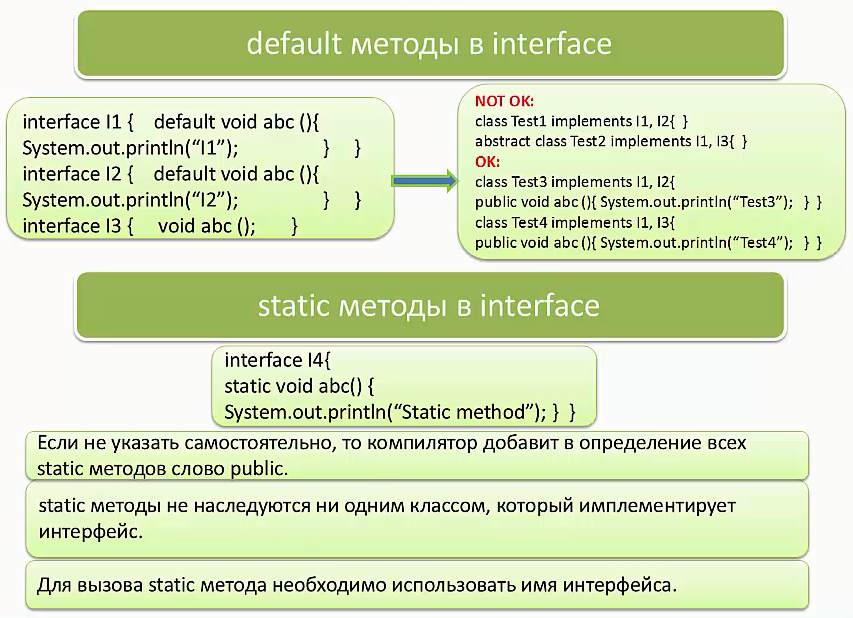 default методы в interface
interface I1 { default void abc (){
System.out.println(“I1”); } }
interface I2 { default void abc (){
System.out.println(“I2”); } }
interface I3 { void abc (); }
NOT OK:
class Test1 implements I1, I2{ }
abstract class Test2 implements I1, I3{ }
OK:
class Test3 implements I1, I2{
public void abc (){ System.out.println(“Test3”); } }
class Test4 implements I1, I3{
public void abc (){ System.out.println(“Test4”); } }
static методы в interface
interface I4{
static void abc() {
System.out.println(“Static method”); } }
Если не указать самостоятельно, то компилятор добавит в определение всех
static методов слово public.
static методы не наследуются ни одним классом, который имплементирует
интерфейс.
Для вызова static метода необходимо использовать имя интерфейса.